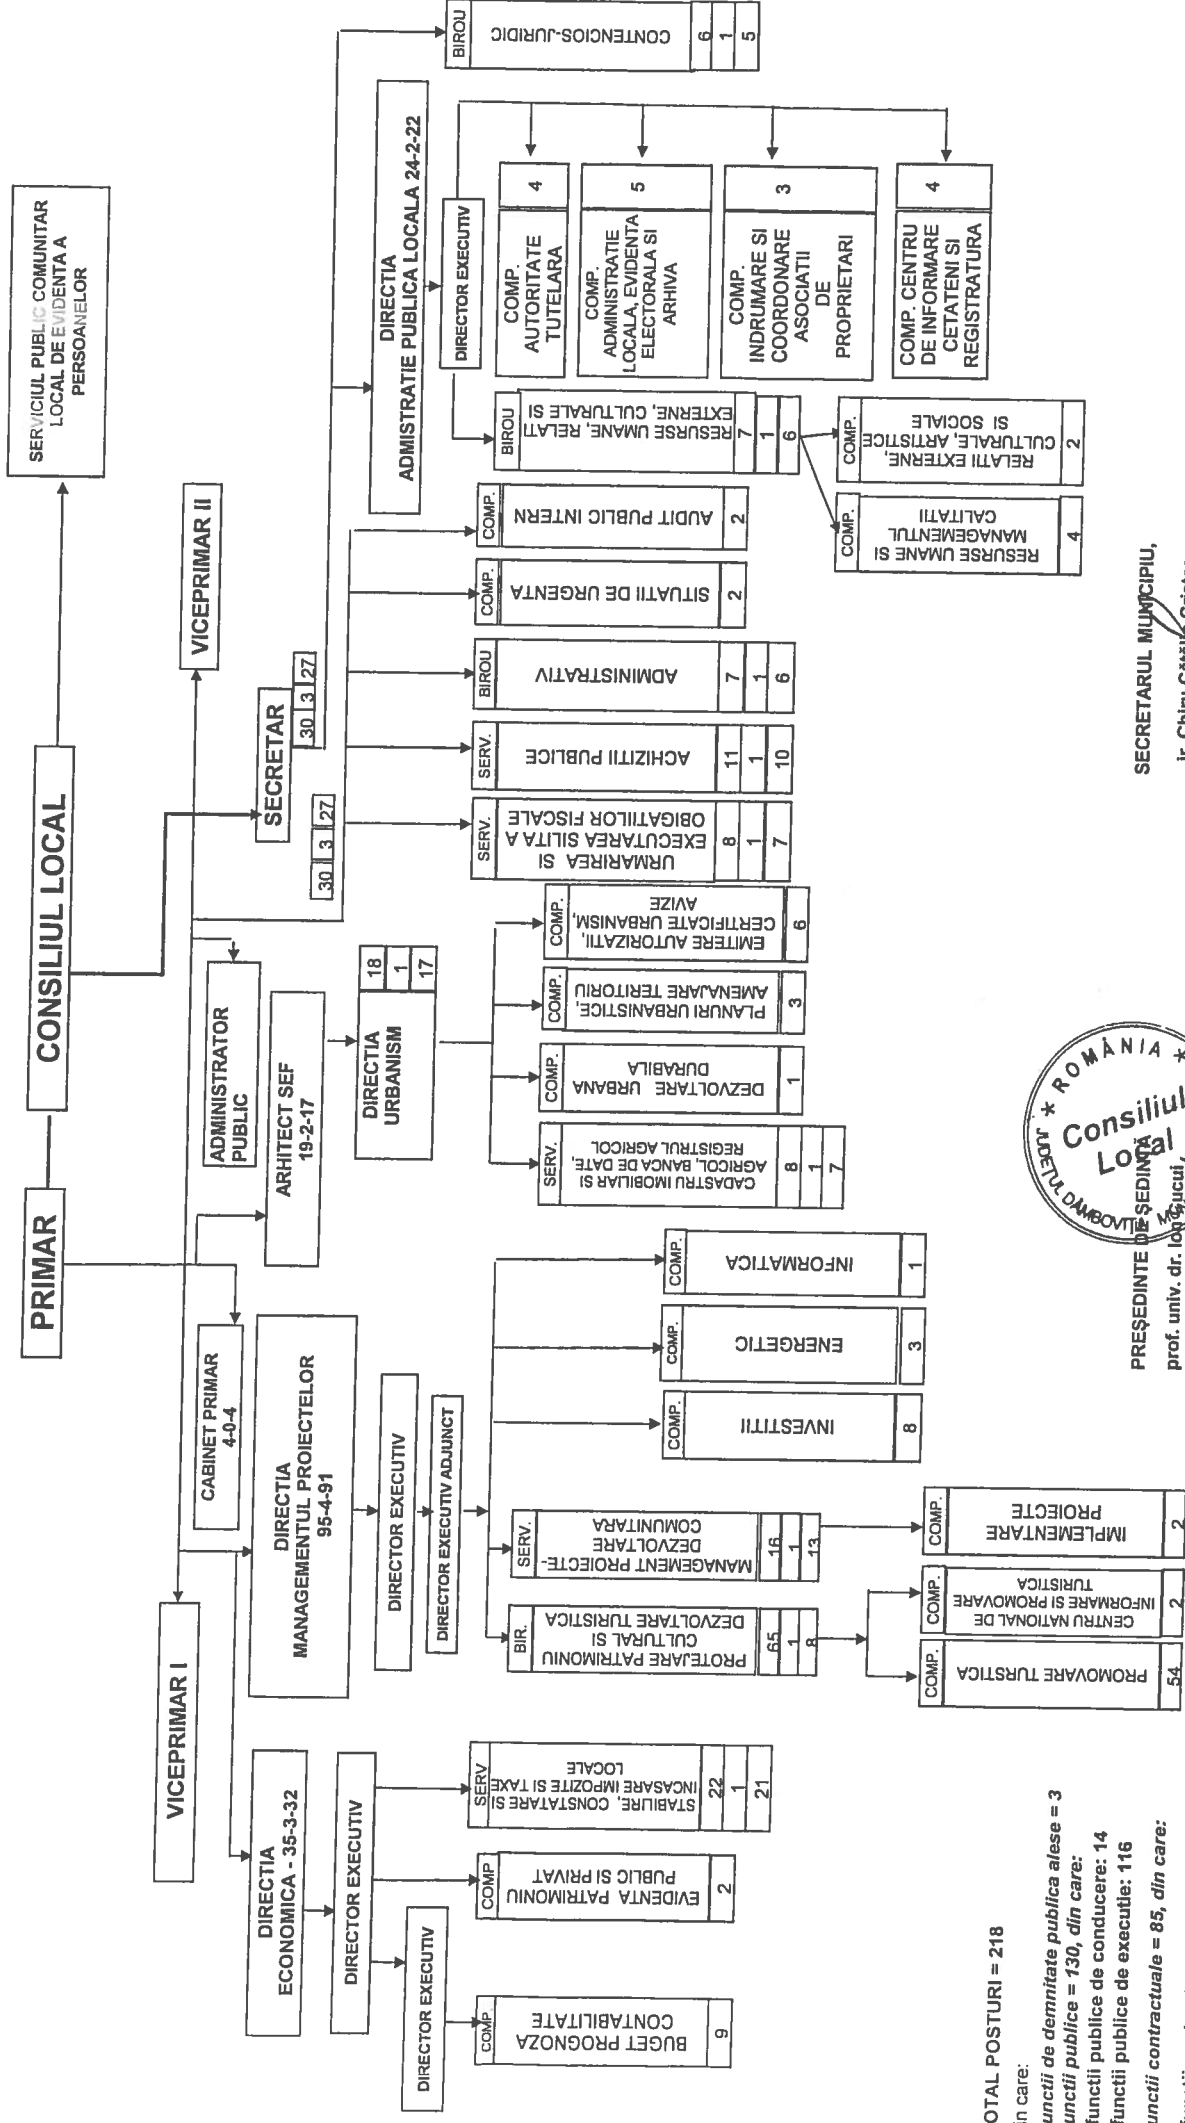 SERVICIUL PUBLIC COMUNITAR
LOCAL DE EVIDENTA A
PERSOANELOR
CONSILIUL LOCAL
PRIMAR
VICEPRIMAR II
VICEPRIMAR I
SECRETAR
30 3 27
30 3 27
ADMINISTRATOR
PUBLIC
CABINET PRIMAR
4-0-4
ARHITECT SEF
19-2-17
DIRECTIA
URBANISM
18
1
17
DIRECTIA
MANAGEMENTUL PROIECTELOR
95-4-91
DIRECTIA
ECONOMICA - 35-3-32
DIRECTIA
ADMISTRATIE PUBLICA LOCALA 24-2-22
DIRECTOR EXECUTIV
DIRECTOR EXECUTIV
DIRECTOR EXECUTIV
BUGET PROGNOZA
CONTABILITATE
COMP
9
COMP
EVIDENTA PATRIMONIU
PUBLIC SI PRIVAT
2
SERV
STABILIRE, CONSTATARE SI
INCASARE IMPOZITE SI TAXE
LOCALE
22
1
21
DIRECTOR EXECUTIV
DIRECTOR EXECUTIV ADJUNCT
BIR.
PROTEJARE PATRIMONIU
CULTURAL SI
DEZVOLTARE TURISTICA
65
1
8
SERV.
MANAGEMENT PROIECTE-
DEZVOLTARE
COMUNITARA
16
1
13
COMP.
INVESTITII
8
COMP.
ENERGETIC
3
COMP.
INFORMATICA
1
COMP.
PROMOVARE TURSTICA
54
COMP.
CENTRU NATIONAL DE
INFORMARE SI PROMOVARE
TURISTICA
2
COMP.
IMPLEMENTARE
PROIECTE
2
SERV.
CADASTRU IMOBILIAR SI
AGRICOL, BANCA DE DATE,
REGISTRUL AGRICOL
8
1
7
COMP.
DEZVOLTARE URBANA
DURABILA
1
COMP.
PLANURI URBANISTICE,
AMENAJARE TERITORIU
3
COMP.
EMITERE AUTORIZATII,
CERTIFICATE URBANISM,
AVIZE
6
SERV.
URMARIREA SI
EXECUTAREA SILITA A
OBIGATIILOR FISCALE
8
1
7
SERV.
ACHIZITII PUBLICE
11
1
10
BIROU
ADMINISTRATIV
7
1
6
COMP.
SITUATII DE URGENTA
2
COMP.
AUDIT PUBLIC INTERN
2
BIROU
RESURSE UMANE, RELATI
EXTERNE, CULTURALE SI
7
1
6
COMP.
RESURSE UMANE SI
MANAGEMENTUL
CALITATII
4
COMP.
RELATII EXTERNE,
CULTURALE, ARTISTICE
SI SOCIALE
2
COMP.
AUTORITATE
TUTELARA
4
COMP.
ADMINISTRATIE
LOCALA, EVIDENTA
ELECTORALA SI
ARHIVA
5
COMP.
INDRUMARE SI
COORDONARE
ASOCIATII
DE
PROPRIETARI
3
COMP. CENTRU
DE INFORMARE
CETATENI SI
REGISTRATURA
4
BIROU
CONTENCIOS-JURIDIC
6
1
5
OTAL POSTURI = 218
in care:
unctii de demnitate publica alese = 3
unctii publice = 130, din care:
functii publice de conducere: 14
functii publice de executie: 116
unctii contractuale = 85, din care:
PREŞEDINTE DE ŞEDINŢĂ
prof. univ. dr. Ion Cucui,
ROMÂNIA
JUDEŢUL DÂMBOVIŢA
Consiliul
Local
SECRETARUL MUNICIPIU,
jr. Chiru Cătălin